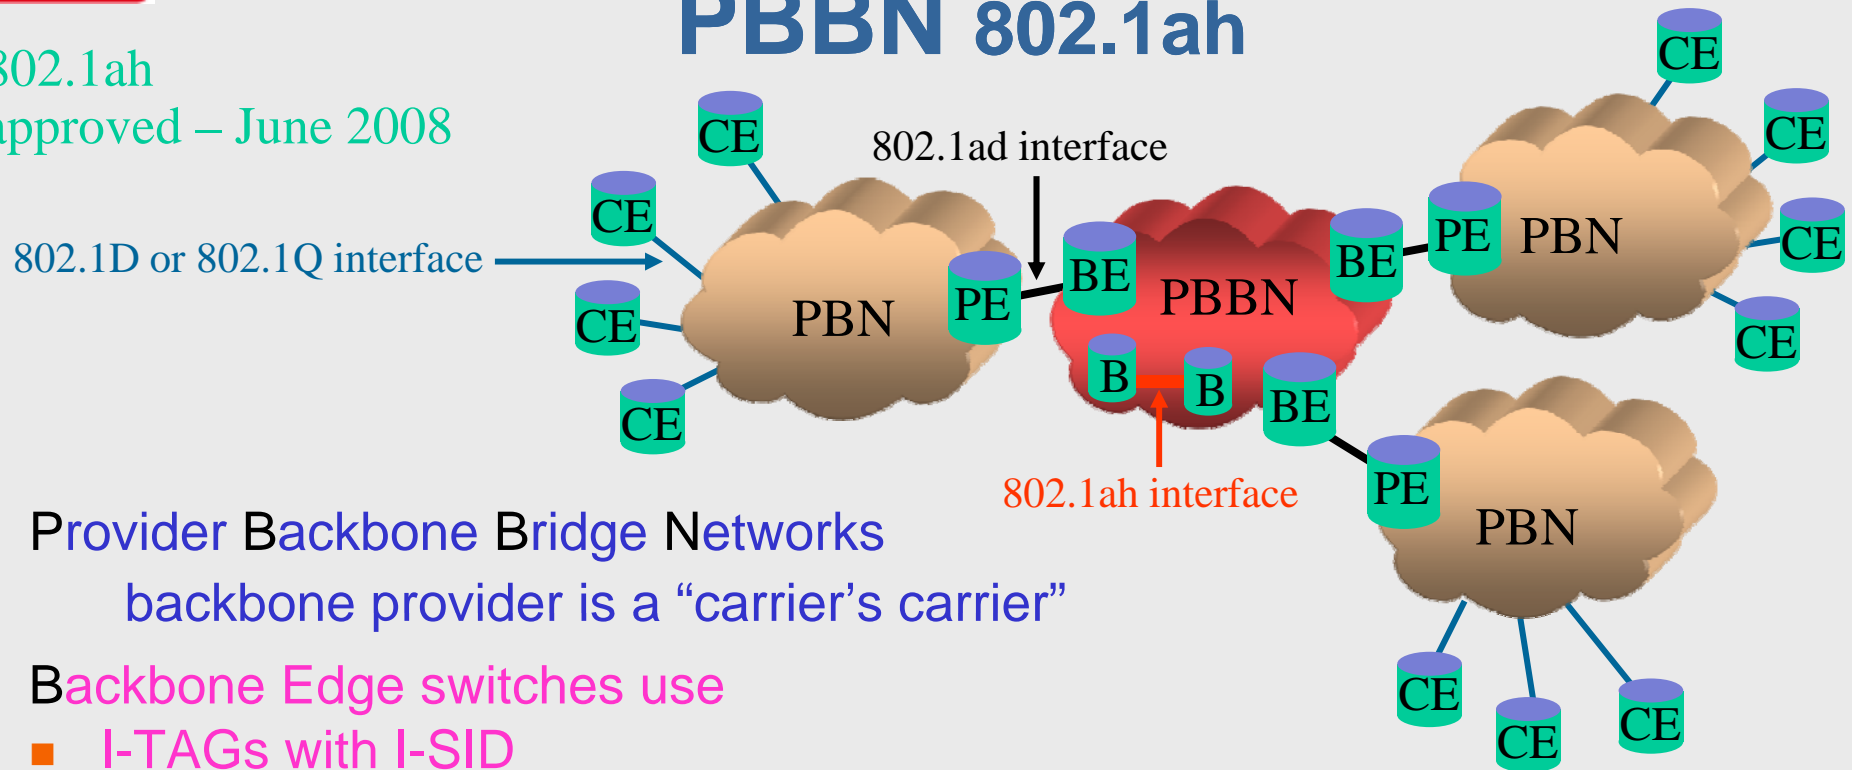 PBBN 802.1ah
802.1ah
approved – June 2008
802.1ad interface
802.1D or 802.1Q interface
CE
CE
CE
CE
PBN
PE
BE
PBBN
BE
PE
PBN
CE
CE
CE
CE
B
B
BE
802.1ah interface
PE
PBN
CE
CE
CE
Provider Backbone Bridge Networks
backbone provider is a “carrier’s carrier”
Backbone Edge switches use
I-TAGs with I-SID